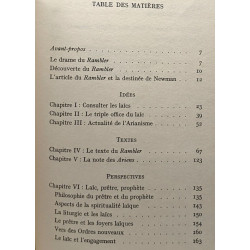 TABLE DES MATIÈRES
Avant-propos 7
Le drame du Rambler 7
Découverte du Rambler 10
L'article du Rambler et la destinée de Newman 12
IDÉES
Chapitre I : Consulter les laïcs 23
Chapitre II : Le triple office du laïc 39
Chapitre III : Actualité de l'Arianisme 52
TEXTES
Chapitre IV : Le texte du Rambler 67
Chapitre V : La note des Ariens 123
PERSPECTIVES
Chapitre VI : Laïc, prêtre, prophète 135
Philosophie du prêtre et du prophète 135
Aspects de la spiritualité laïque 141
La liturgie et les laïcs 150
Le prêtre et les foyers laïques 155
Vers des Ordres nouveaux 160
Le laïc et l'engagement 163